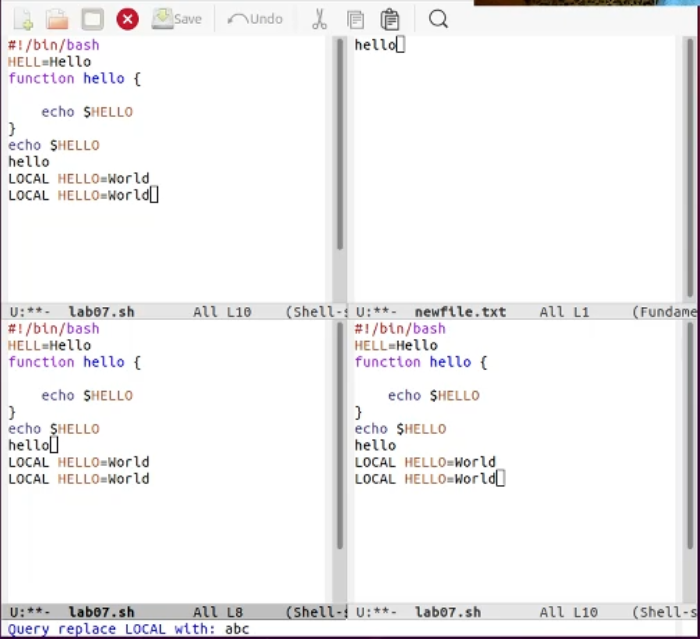 Save Undo
#!/bin/bash
HELL=Hello
function hello {
echo $HELLO
}
echo $HELLO
hello
LOCAL HELLO=World
LOCAL HELLO=World
U:**- lab07.sh All L10 (Shell-s
hello
U:**- newfile.txt All L1 (Fundame
#!/bin/bash
HELL=Hello
function hello {
echo $HELLO
}
echo $HELLO
hello
LOCAL HELLO=World
LOCAL HELLO=World
U:**- lab07.sh All L8 (Shell-s
#!/bin/bash
HELL=Hello
function hello {
echo $HELLO
}
echo $HELLO
hello
LOCAL HELLO=World
LOCAL HELLO=World
U:**- lab07.sh All L10 (Shell-s
Query replace LOCAL with: abc